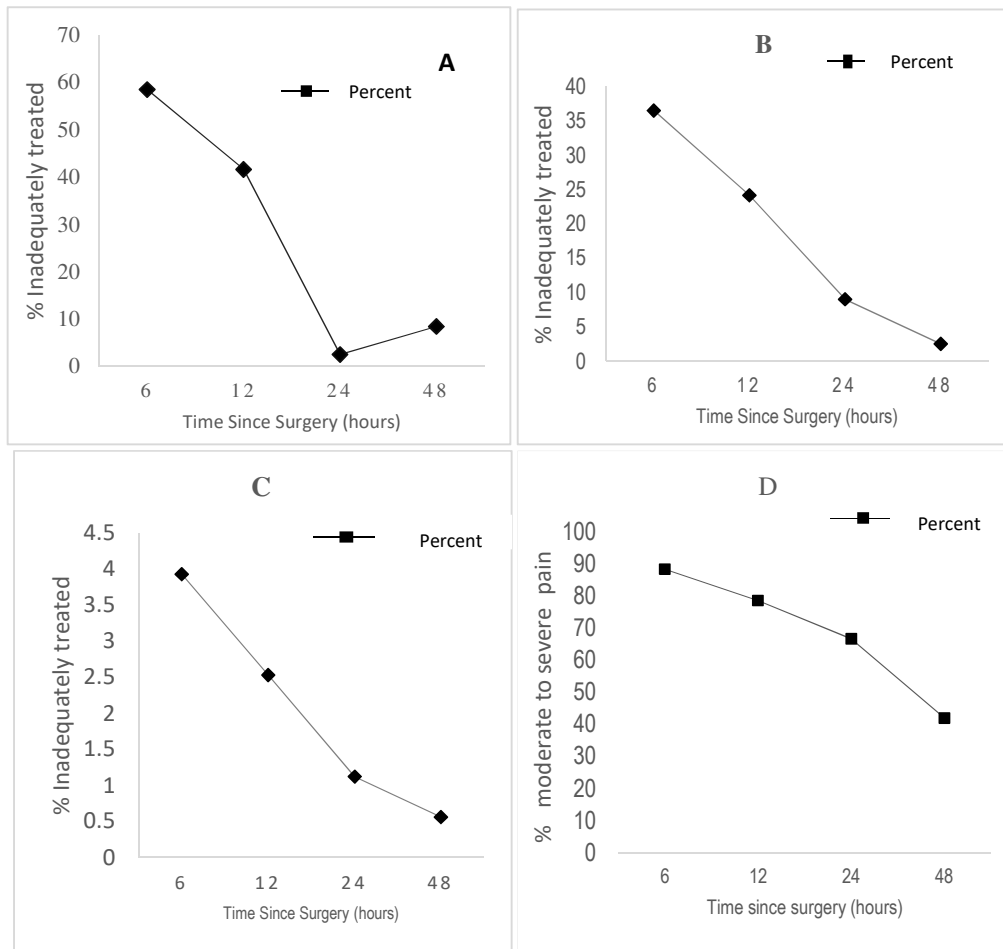 A
Percent
% Inadequately treated
70
60
50
40
30
20
10
0
6 12 24 48
Time Since Surgery (hours)
B
Percent
% Inadequately treated
40
35
30
25
20
15
10
5
0
6 12 24 48
Time Since Surgery (hours)
C
Percent
% Inadequately treated
4.5
4
3.5
3
2.5
2
1.5
1
0.5
0
6 12 24 48
Time Since Surgery (hours)
D
Percent
% moderate to severe pain
100
90
80
70
60
50
40
30
20
10
0
6 12 24 48
Time since surgery (hours)